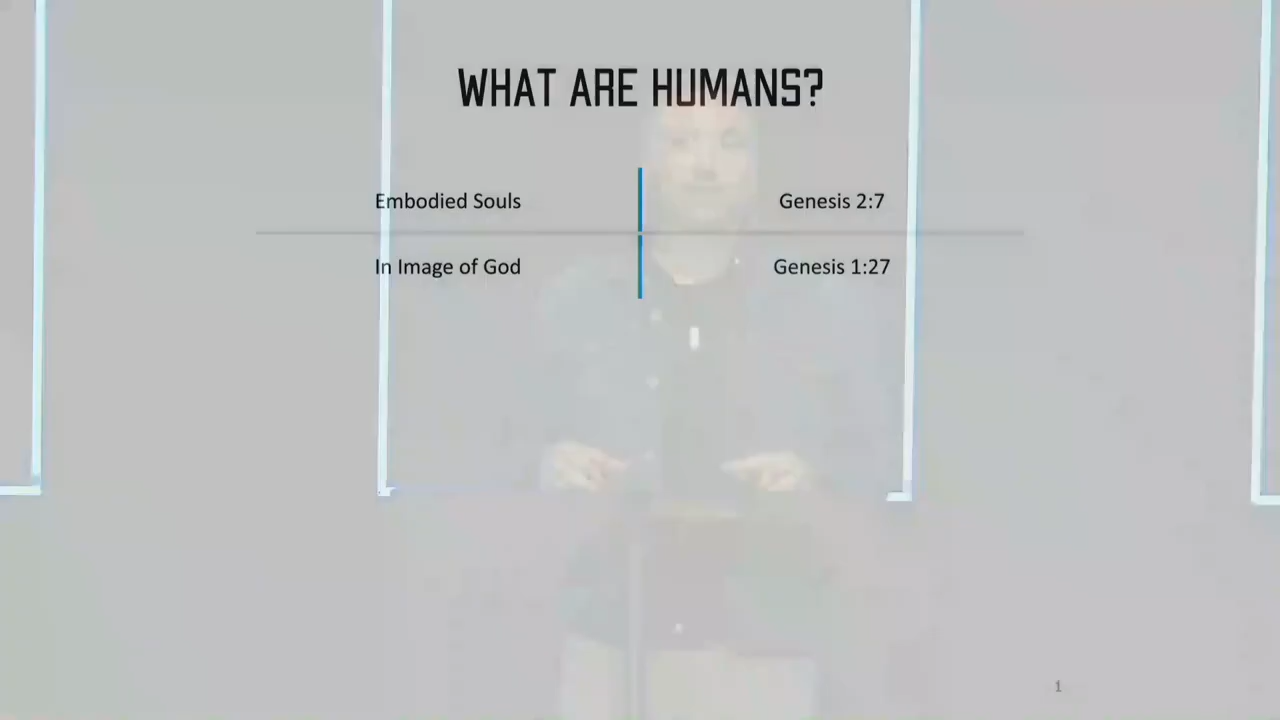 WHAT ARE HUMANS?
Embodied Souls Genesis 2:7
In Image of God Genesis 1:27
1